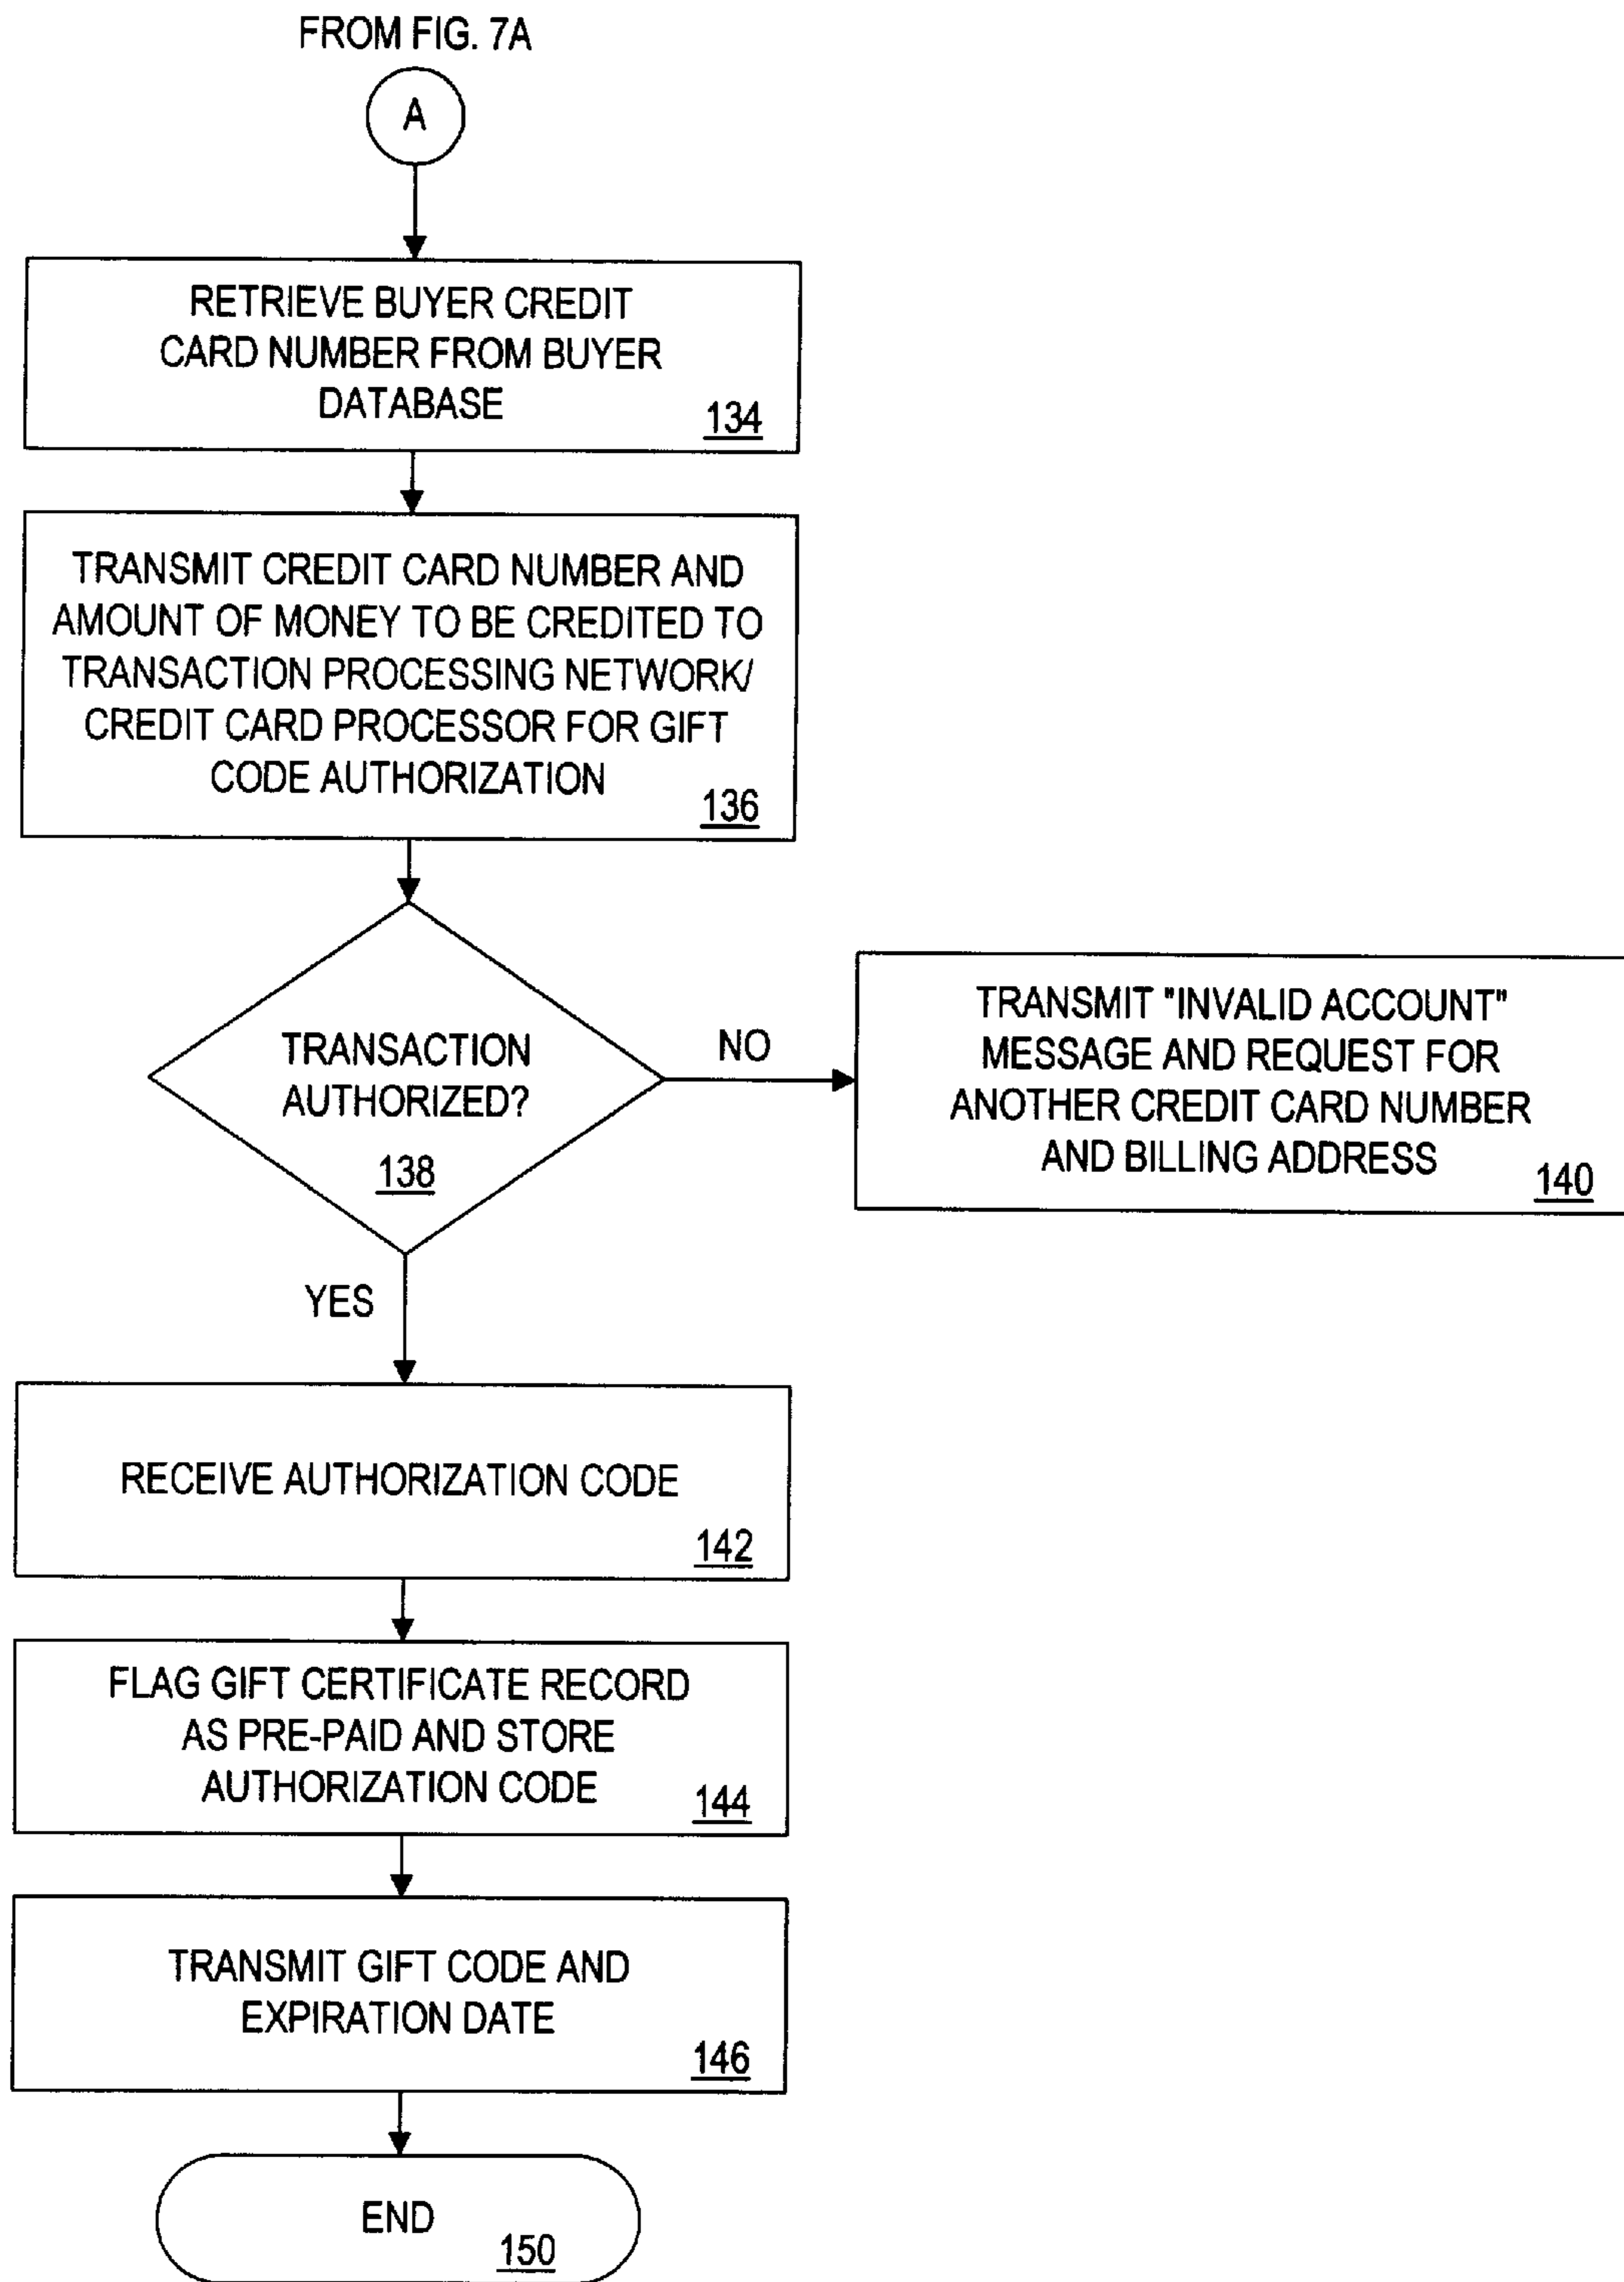 FROM FIG. 7A
A
RETRIEVE BUYER CREDIT
CARD NUMBER FROM BUYER
DATABASE
134
TRANSMIT CREDIT CARD NUMBER AND
AMOUNT OF MONEY TO BE CREDITED TO
TRANSACTION PROCESSING NETWORK/
CREDIT CARD PROCESSOR FOR GIFT
CODE AUTHORIZATION
136
TRANSACTION
AUTHORIZED?
138
NO
TRANSMIT "INVALID ACCOUNT"
MESSAGE AND REQUEST FOR
ANOTHER CREDIT CARD NUMBER
AND BILLING ADDRESS
140
YES
RECEIVE AUTHORIZATION CODE
142
FLAG GIFT CERTIFICATE RECORD
AS PRE-PAID AND STORE
AUTHORIZATION CODE
144
TRANSMIT GIFT CODE AND
EXPIRATION DATE
146
END
150